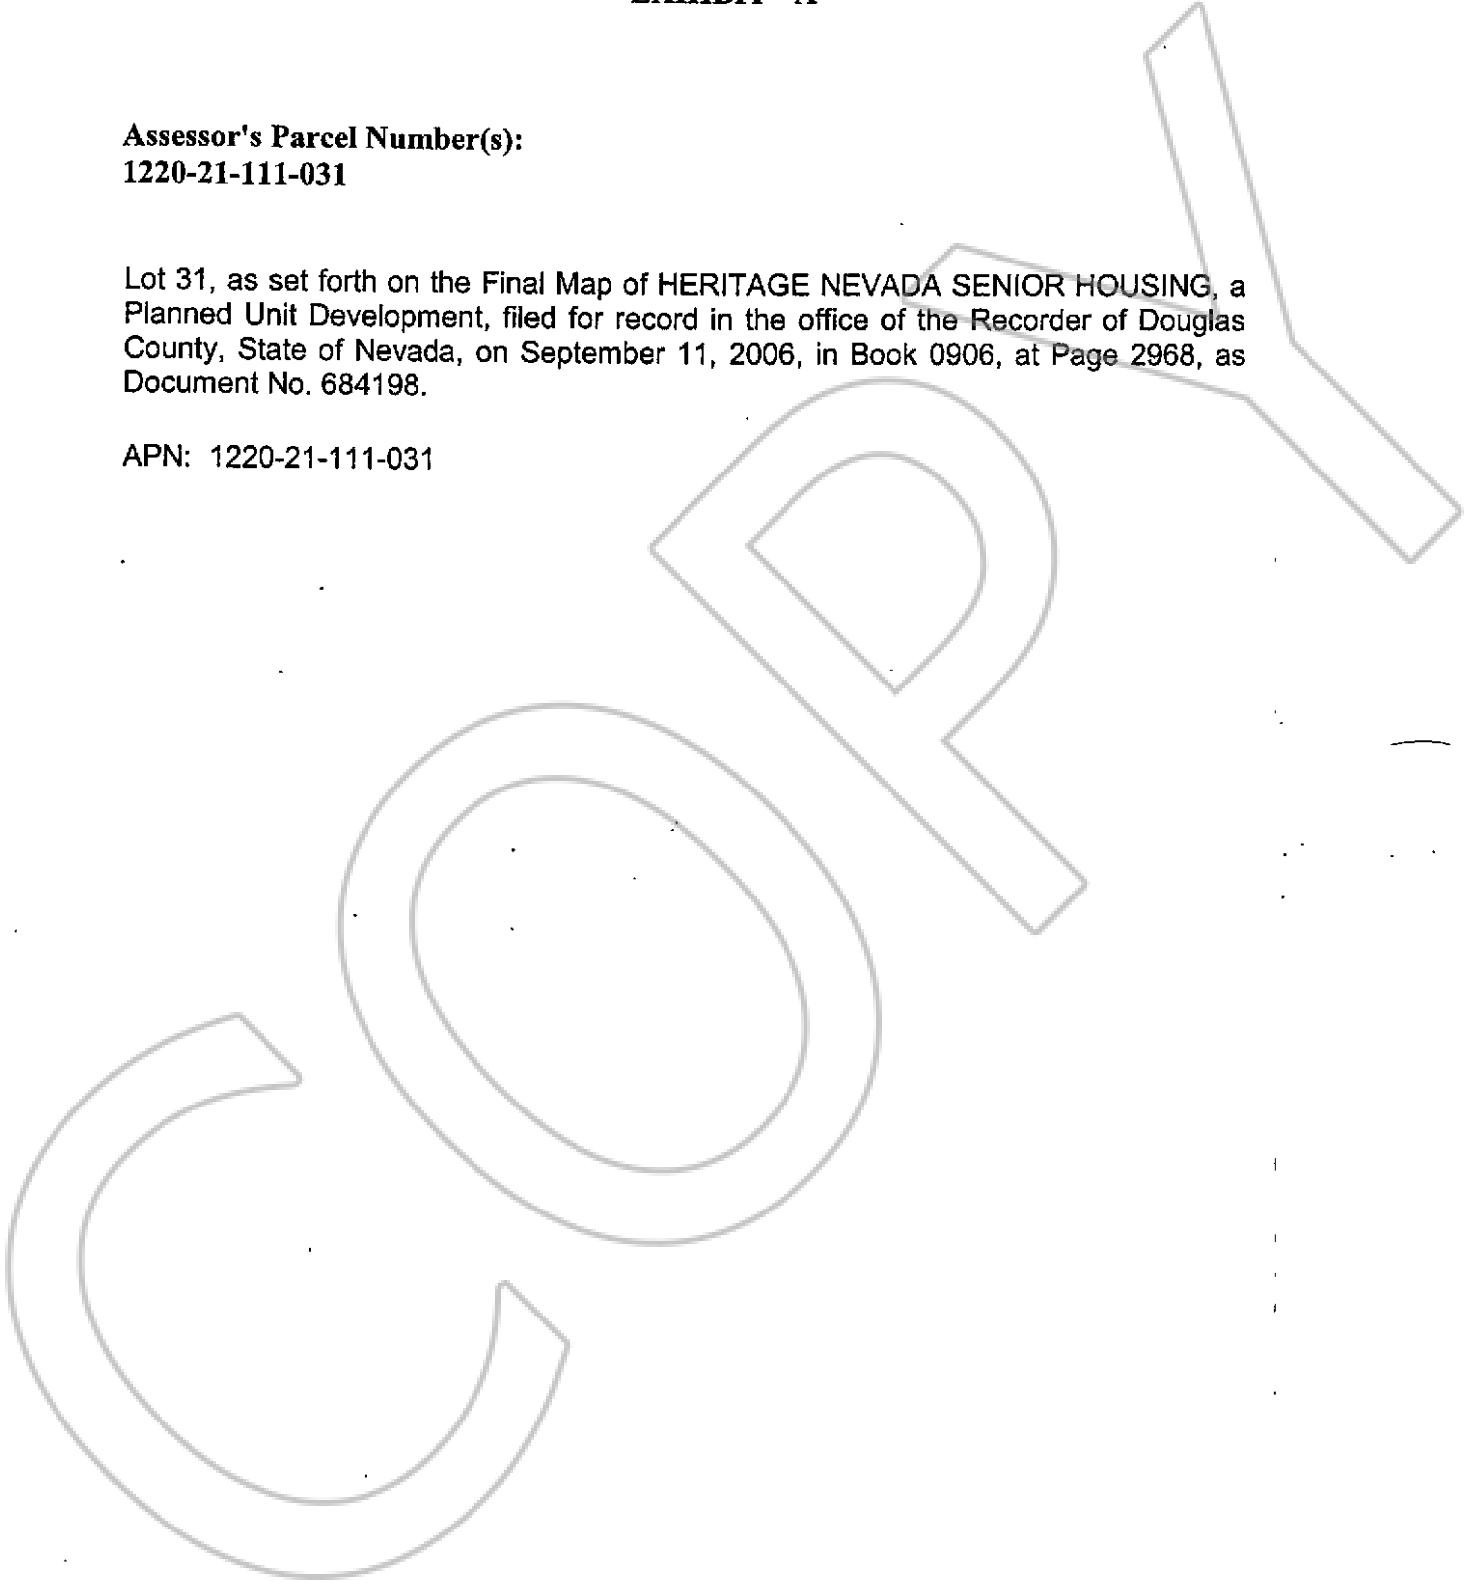 Assessor's Parcel Number(s):
1220-21-111-031
Lot 31, as set forth on the Final Map of HERITAGE NEVADA SENIOR HOUSING, a
Planned Unit Development, filed for record in the office of the Recorder of Douglas
County, State of Nevada, on September 11, 2006, in Book 0906, at Page 2968, as
Document No. 684198.
APN: 1220-21-111-031
COPY